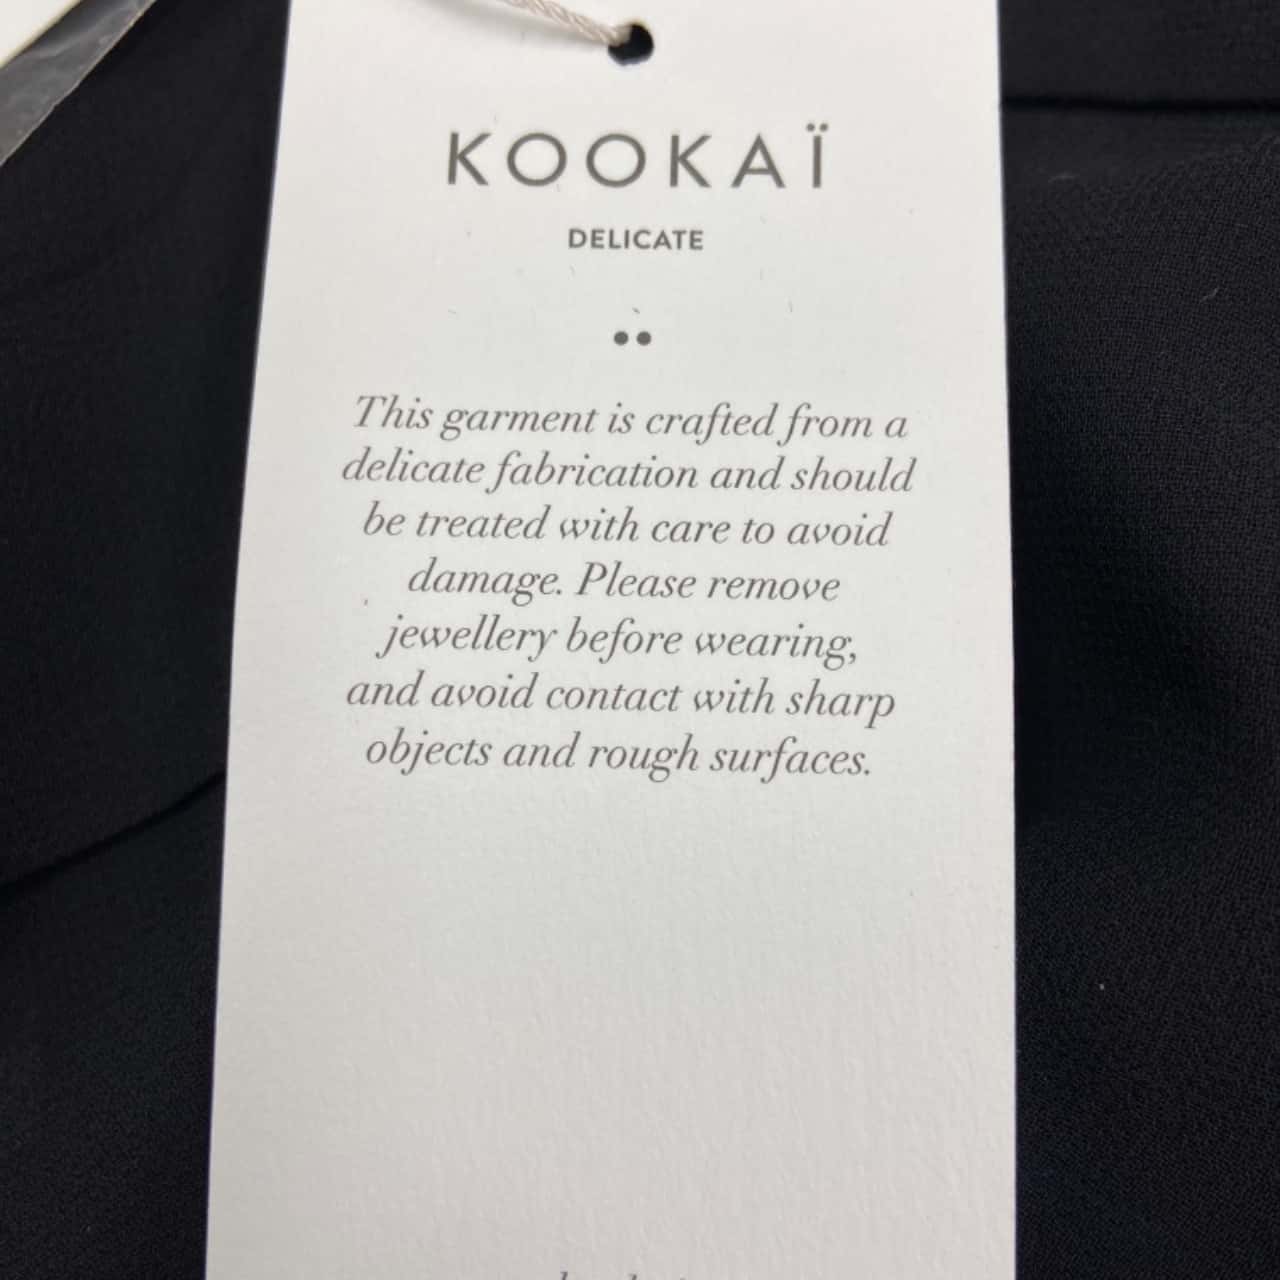 KOOKAÏ
DELICATE
This garment is crafted from a
delicate fabrication and should
be treated with care to avoid
damage. Please remove
jewellery before wearing,
and avoid contact with sharp
objects and rough surfaces.